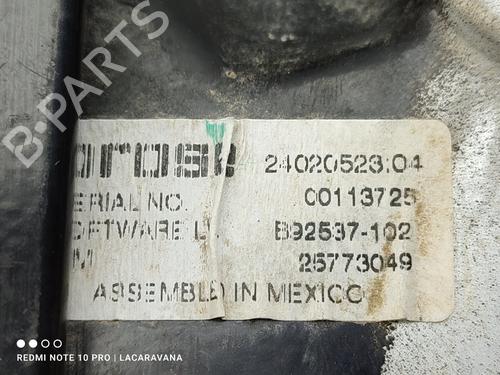 B-PARTS
24020523.04
ERIAL NO. 00113725
OFTWARE L B92537-102
M 25773049
ASSEMBLED IN MEXICO
REDMI NOTE 10 PRO | LACARAVANA